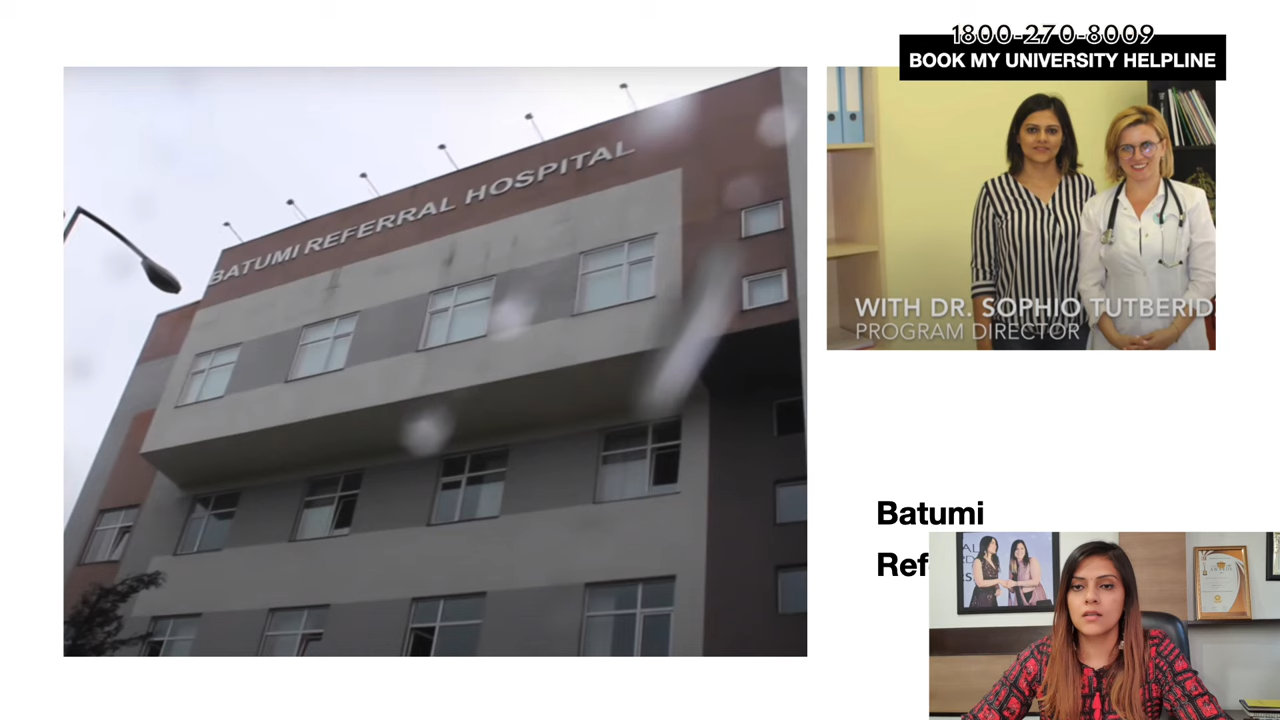 1800-270-8009
BOOK MY UNIVERSITY HELPLINE
BATUMI REFERRAL HOSPITAL
WITH DR. SOPHIO TUTBERID
PROGRAM DIRECTOR
Batumi
Ref